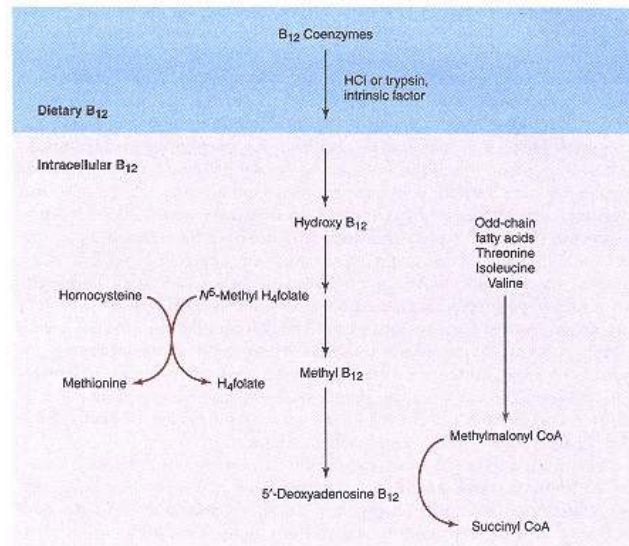 B12 Coenzymes
HCl or trypsin,
intrinsic factor
Dietary B12
Intracellular B12
Hydroxy B12
Odd-chain
fatty acids
Threonine
Isoleucine
Valine
Homocysteine
N5-Methyl H4folate
Methionine
H4folate
Methyl B12
Methylmalonyl CoA
5′-Deoxyadenosine B12
Succinyl CoA